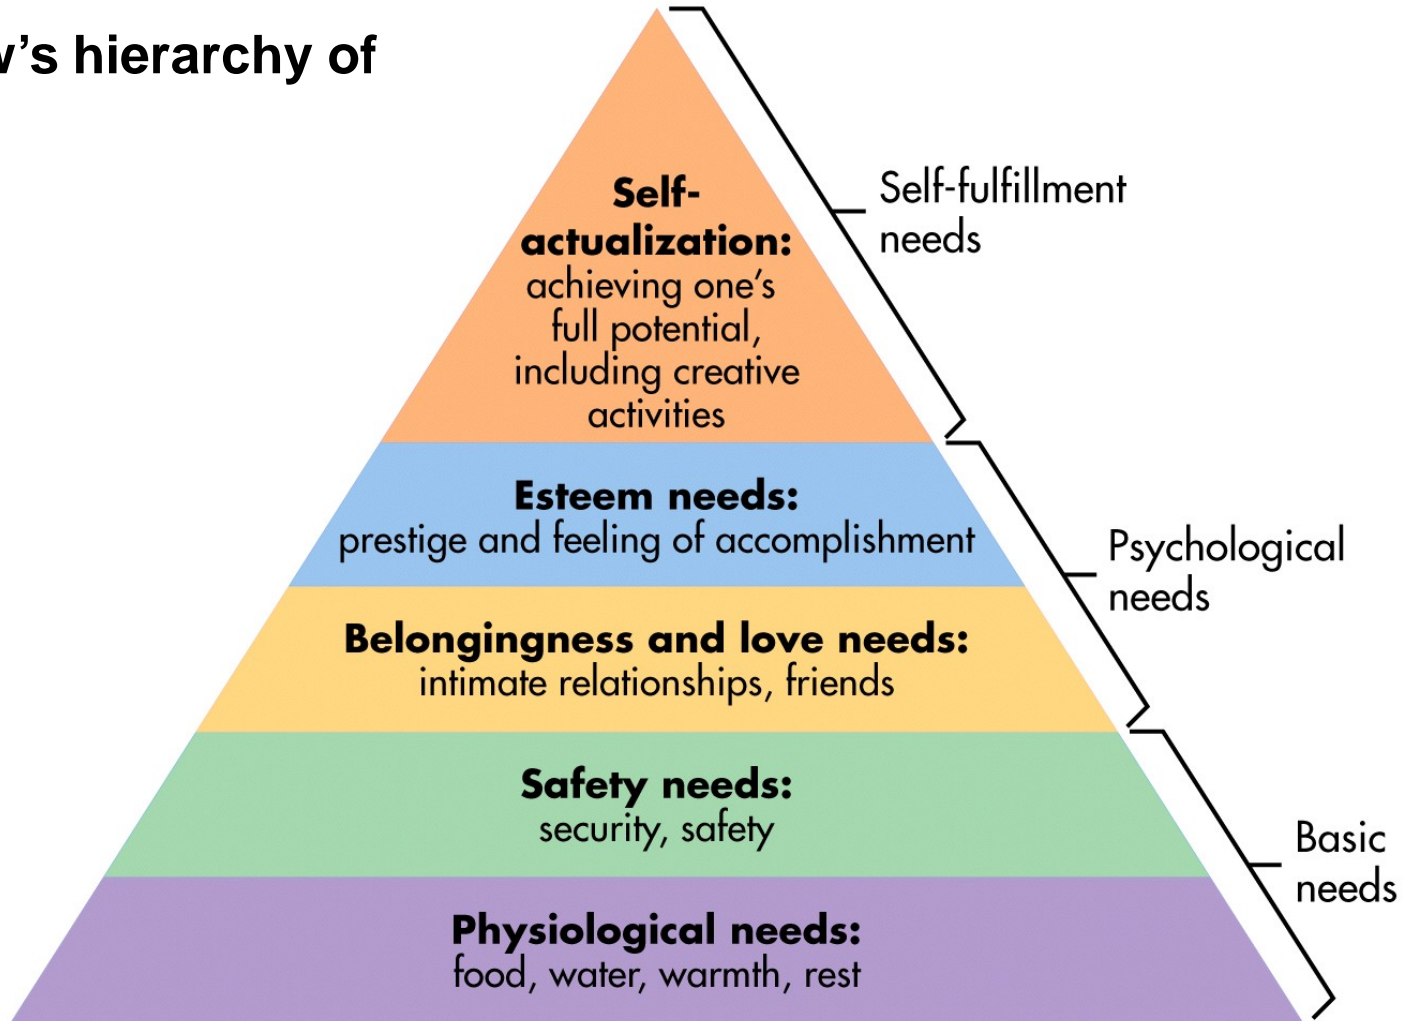 ’s hierarchy of
Self-
actualization:
achieving one’s
full potential,
including creative
activities
Self-fulfillment
needs
Esteem needs:
prestige and feeling of accomplishment
Psychological
needs
Belongingness and love needs:
intimate relationships, friends
Safety needs:
security, safety
Basic
needs
Physiological needs:
food, water, warmth, rest